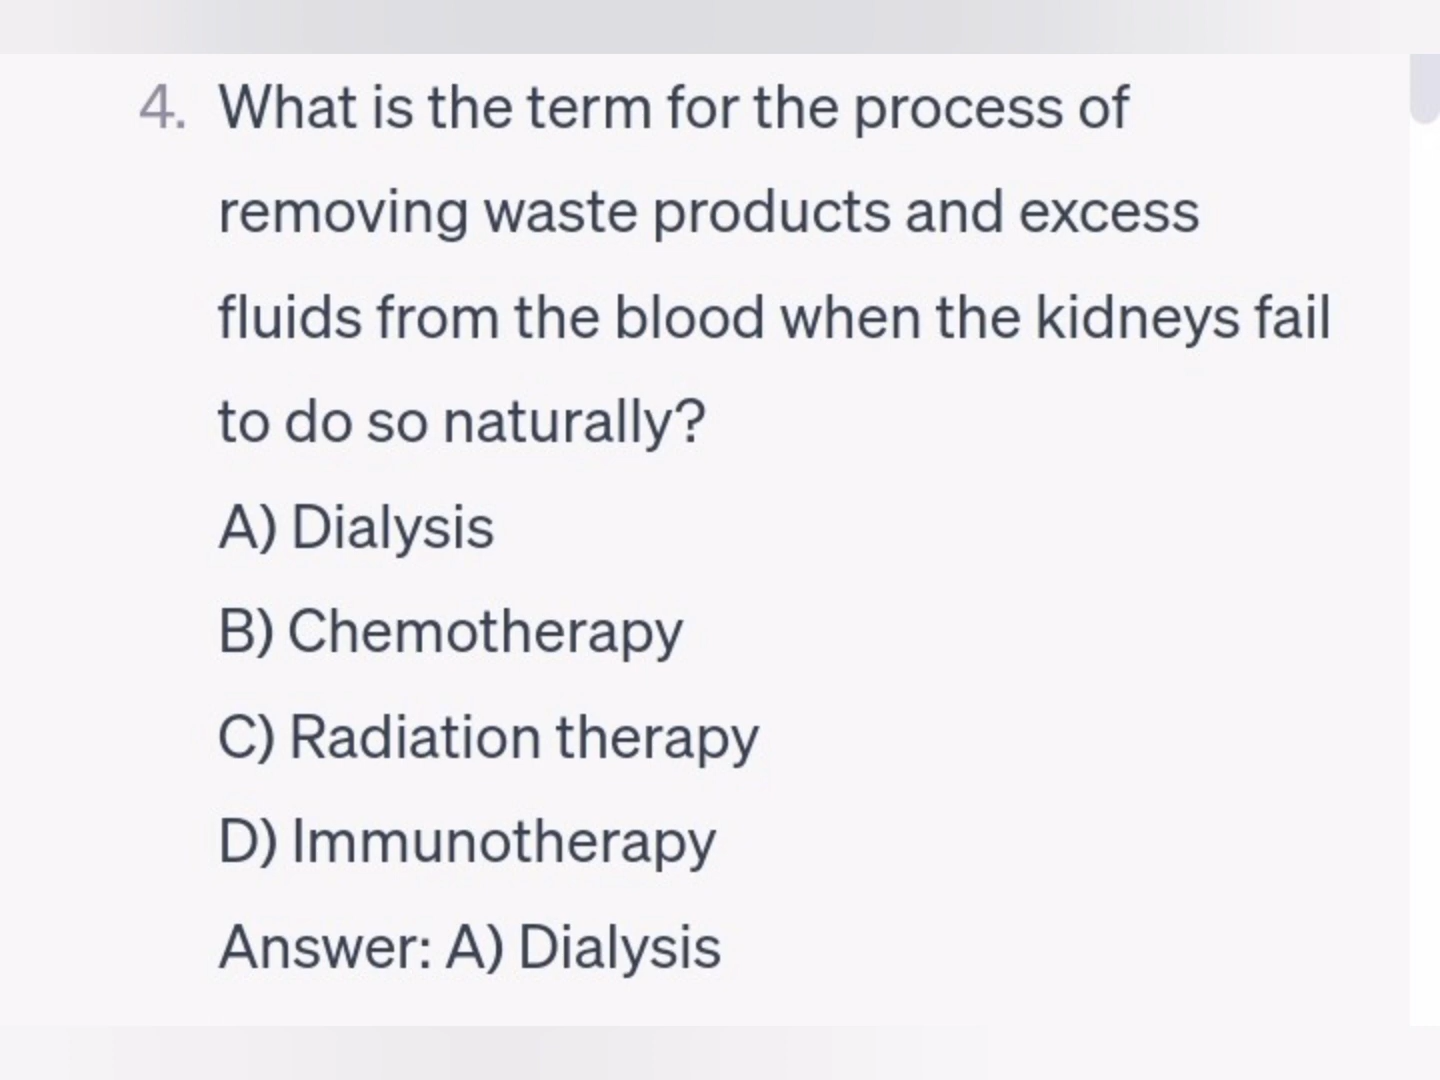 4. What is the term for the process of
removing waste products and excess
fluids from the blood when the kidneys fail
to do so naturally?
A) Dialysis
B) Chemotherapy
C) Radiation therapy
D) Immunotherapy
Answer: A) Dialysis